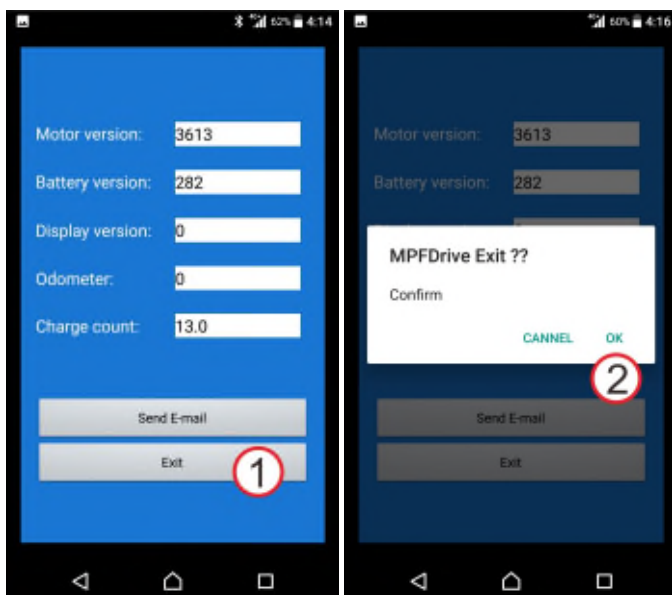 62% 4:14
Motor version: 3613
Battery version: 282
Display version: 0
Odometer: 0
Charge count: 13.0
Send E-mail
Exit
1
60% 4:16
Motor version: 3613
Battery version: 282
MPFDrive Exit ??
Confirm
CANNEL OK
2
Send E-mail
Exit